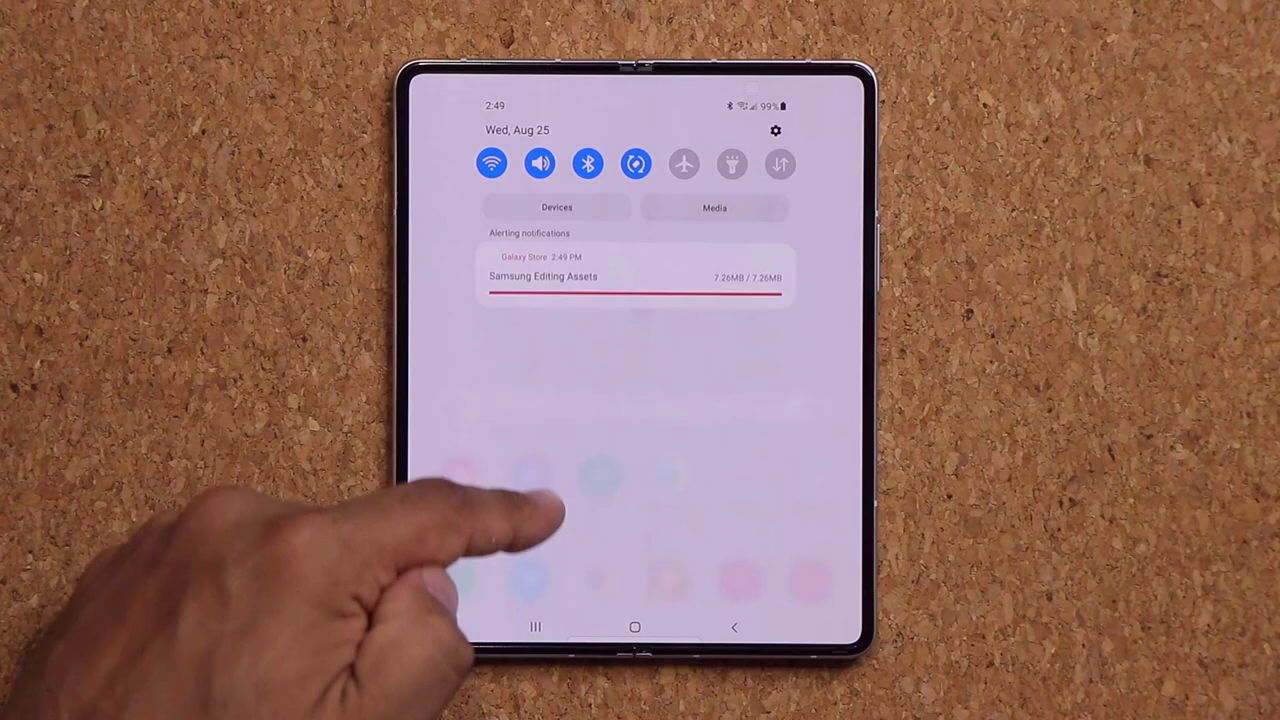 2:49
99%
Wed, Aug 25
Devices
Media
Alerting notifications
Galaxy Store 2:49 PM
Samsung Editing Assets
7.26MB / 7.26MB